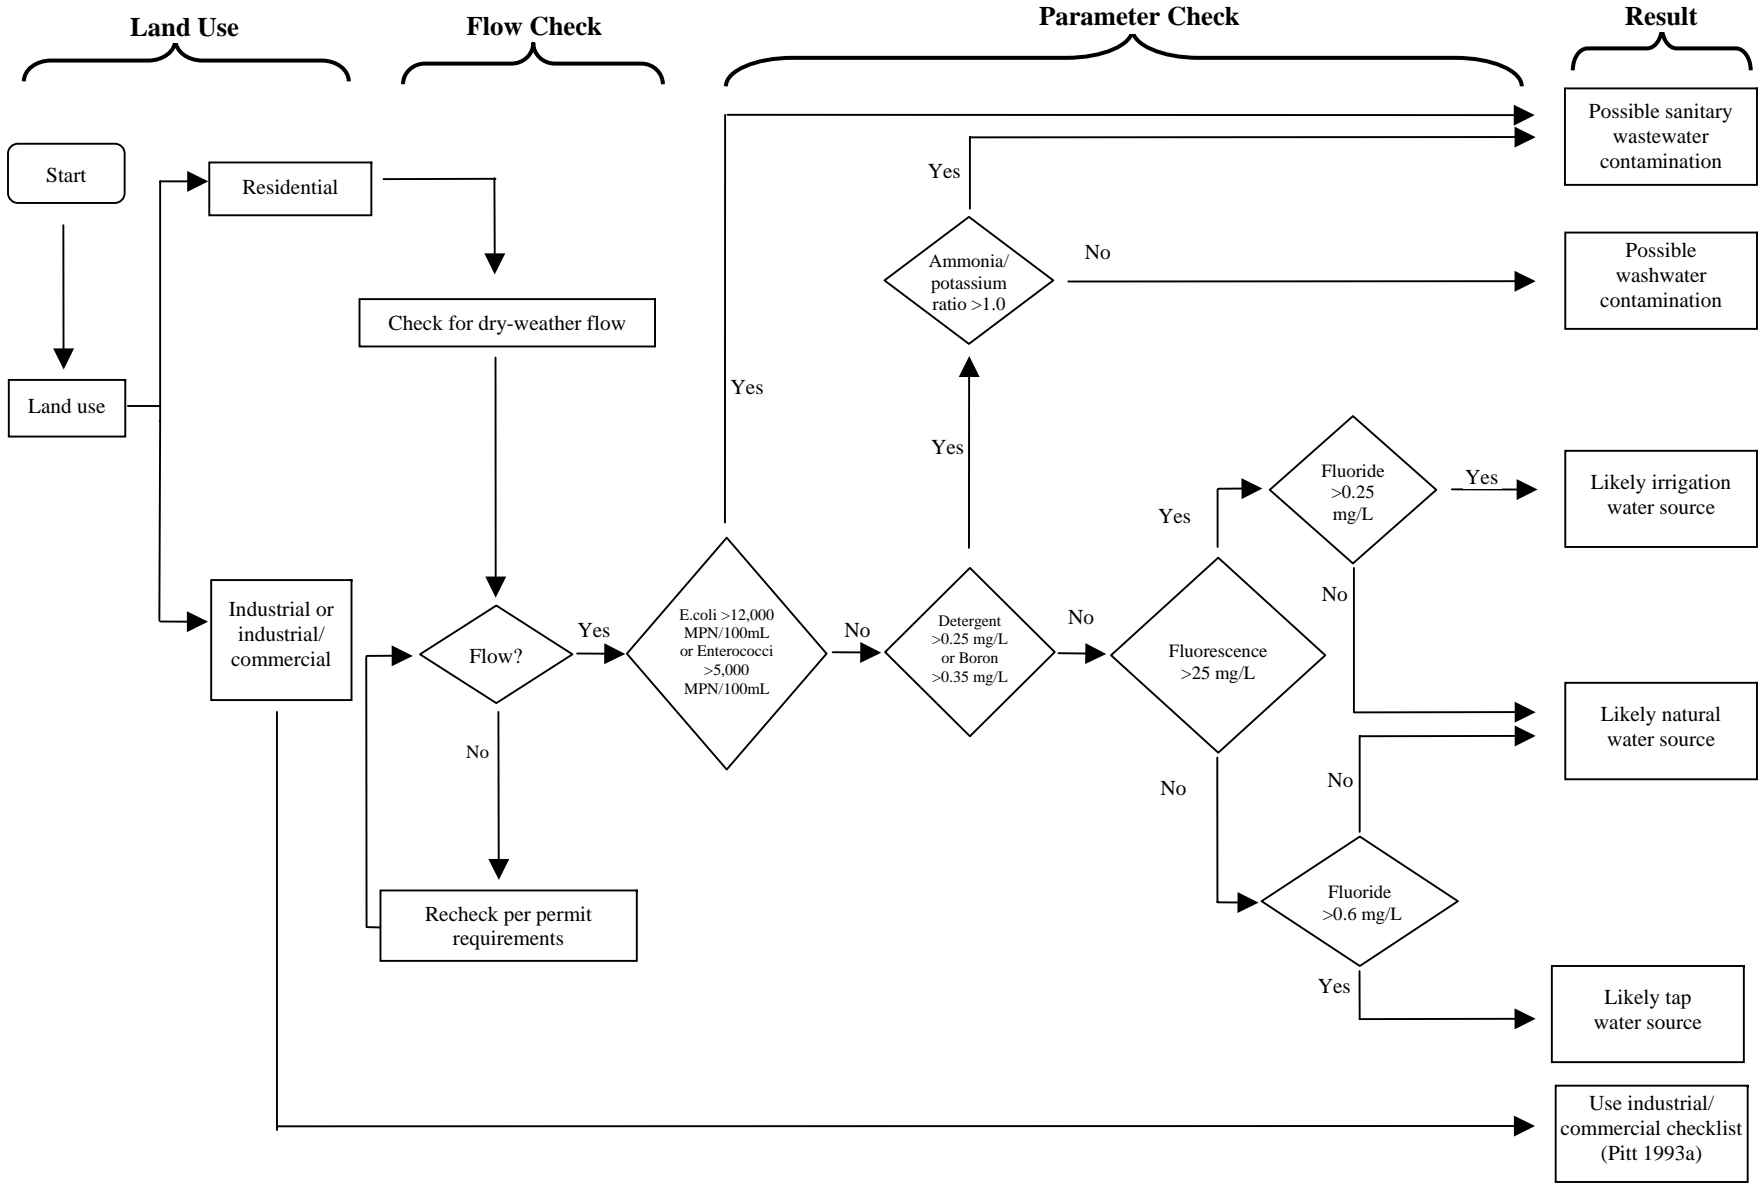 Land Use
Flow Check
Parameter Check
Result
Start
Land use
Residential
Industrial or
industrial/
commercial
Check for dry-weather flow
Flow?
Yes
No
Recheck per permit
requirements
E.coli >12,000
MPN/100mL
or Enterococci
>5,000
MPN/100mL
Yes
No
Detergent
>0.25 mg/L
or Boron
>0.35 mg/L
Yes
No
Ammonia/
potassium
ratio >1.0
Yes
No
Fluorescence
>25 mg/L
Yes
No
Fluoride
>0.25
mg/L
Yes
No
Fluoride
>0.6 mg/L
No
Yes
Possible sanitary
wastewater
contamination
Possible
washwater
contamination
Likely irrigation
water source
Likely natural
water source
Likely tap
water source
Use industrial/
commercial checklist
(Pitt 1993a)